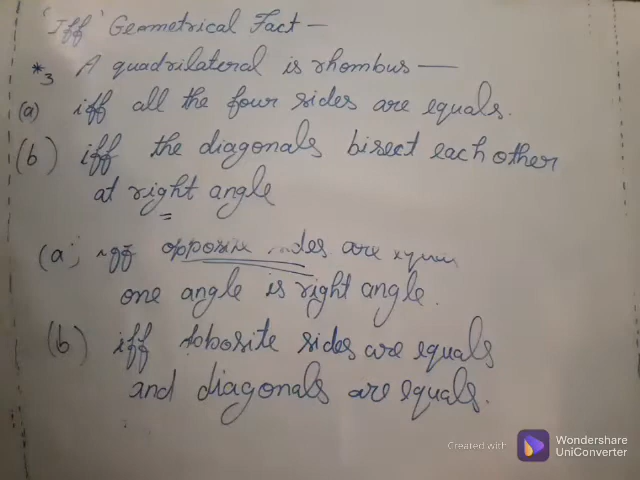 'Iff' Geometrical Fact —
*3 A quadrilateral is rhombus —
(a) iff all the four sides are equals.
(b) iff the diagonals bisect each other
at right angle
(a) iff opposite sides are
one angle is right angle.
(b) iff opposite sides are equals
and diagonals are equals.
Created with
Wondershare
UniConverter